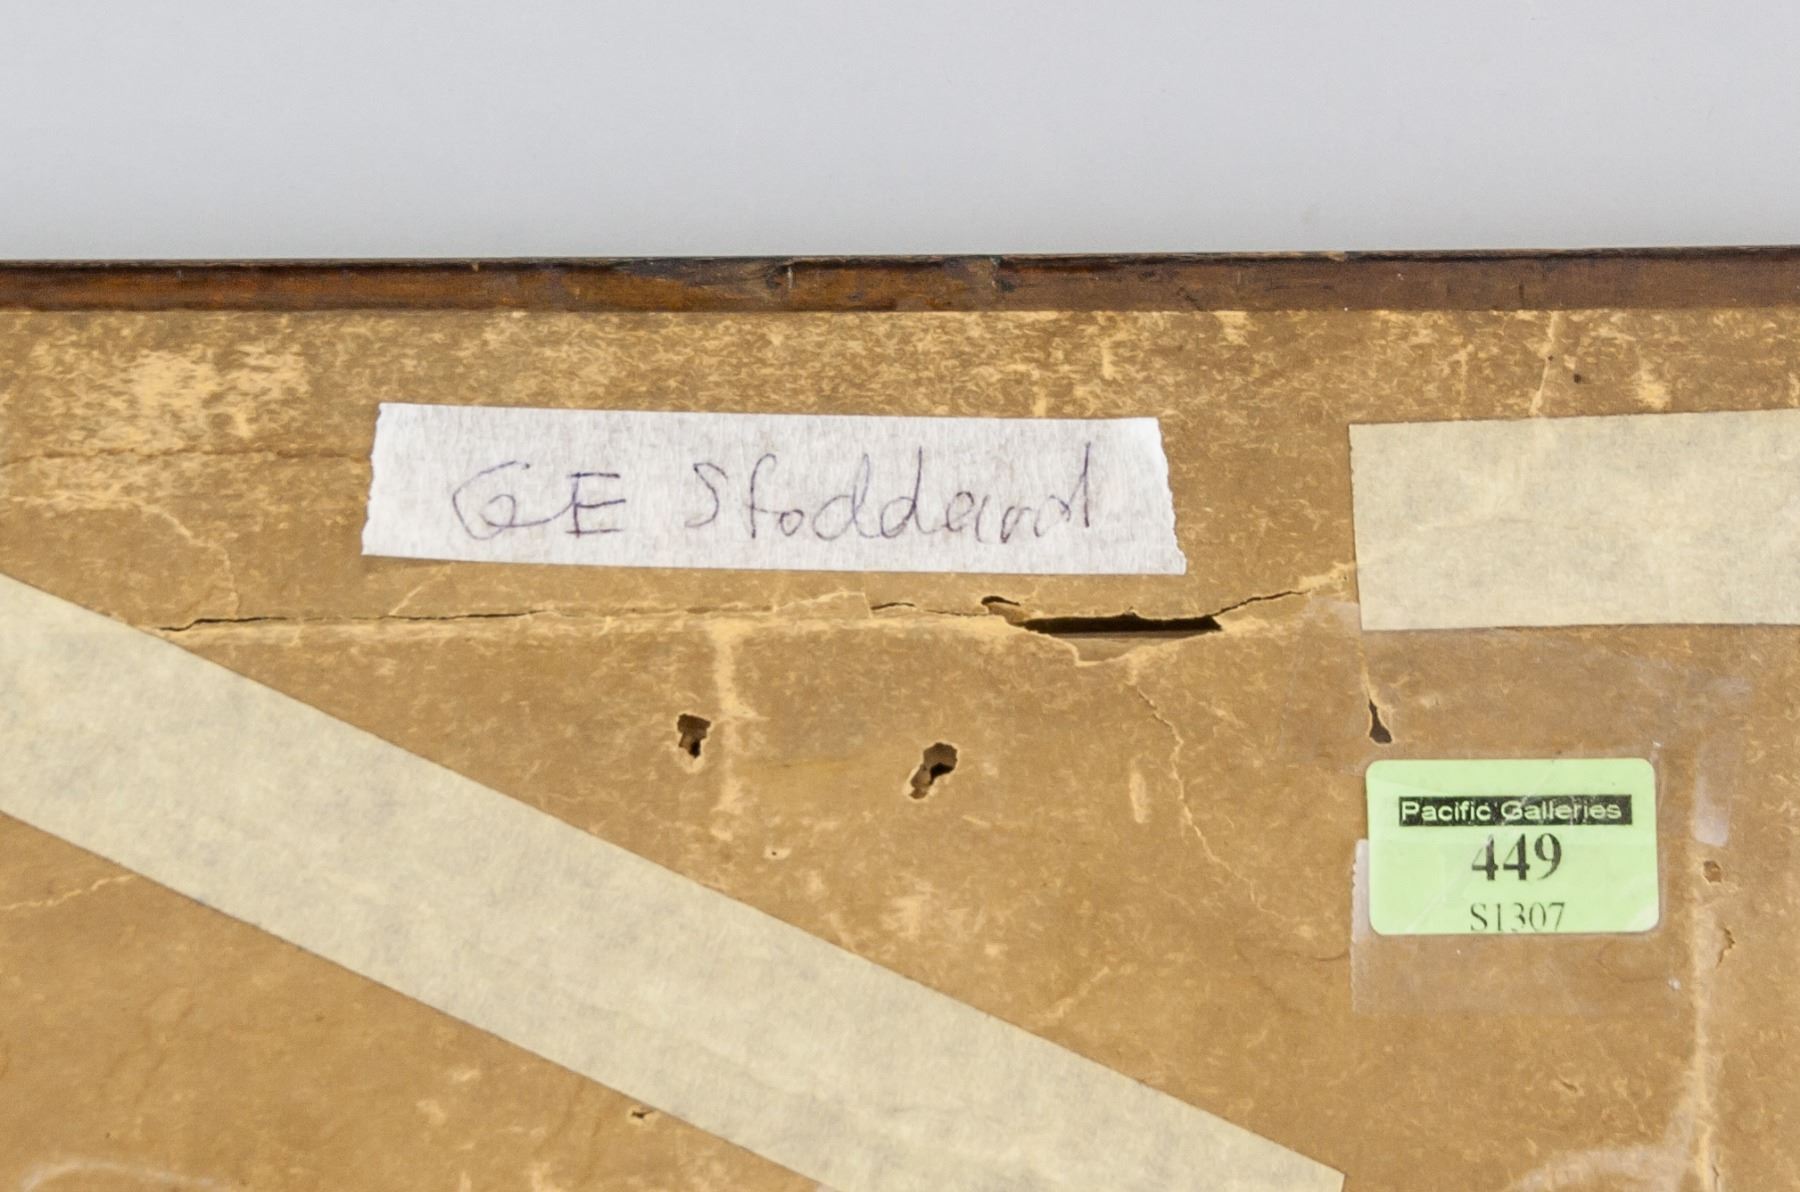 GE Stoddard
Pacific Galleries
449
S1307